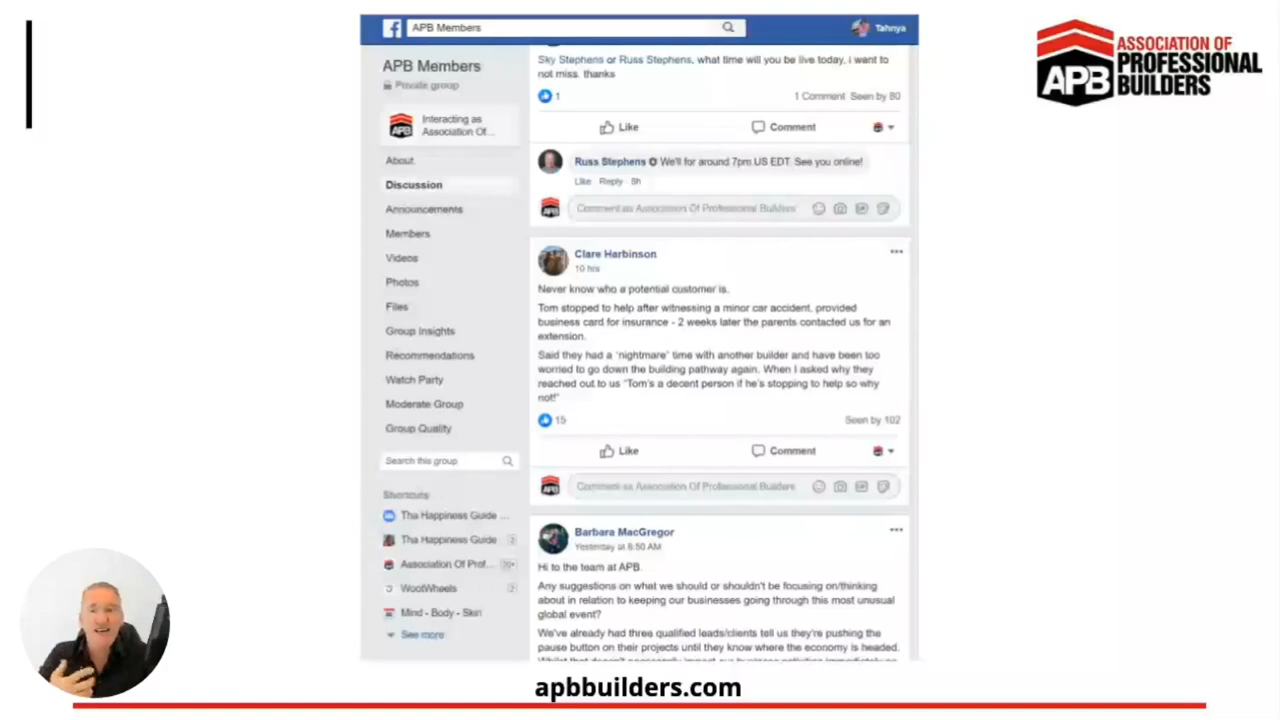 APB Members
Tahnya
APB
ASSOCIATION OF
PROFESSIONAL
BUILDERS
APB Members
Private group
APB
Interacting as
Association Of...
About
Discussion
Announcements
Members
Videos
Photos
Files
Group Insights
Recommendations
Watch Party
Moderate Group
Group Quality
Search this group
Shortcuts
Tha Happiness Guide ...
Tha Happiness Guide 2
Association Of Prof... 20+
WootWheels 2
Mind - Body - Skin
See more
Sky Stephens or Russ Stephens, what time will you be live today, i want to
not miss. thanks
1
1 Comment Seen by 80
Like Comment
Russ Stephens We'll for around 7pm US EDT. See you online!
Like Reply 8h
APB
Comment as Association Of Professional Builders
Clare Harbinson
10 hrs
Never know who a potential customer is.
Tom stopped to help after witnessing a minor car accident, provided
business card for insurance - 2 weeks later the parents contacted us for an
extension.
Said they had a 'nightmare' time with another builder and have been too
worried to go down the building pathway again. When I asked why they
reached out to us "Tom's a decent person if he's stopping to help so why
not!"
15
Seen by 102
Like Comment
APB
Comment as Association Of Professional Builders
Barbara MacGregor
Yesterday at 8:50 AM
Hi to the team at APB.
Any suggestions on what we should or shouldn't be focusing on/thinking
about in relation to keeping our businesses going through this most unusual
global event?
We've already had three qualified leads/clients tell us they're pushing the
pause button on their projects until they know where the economy is headed.
apbbuilders.com